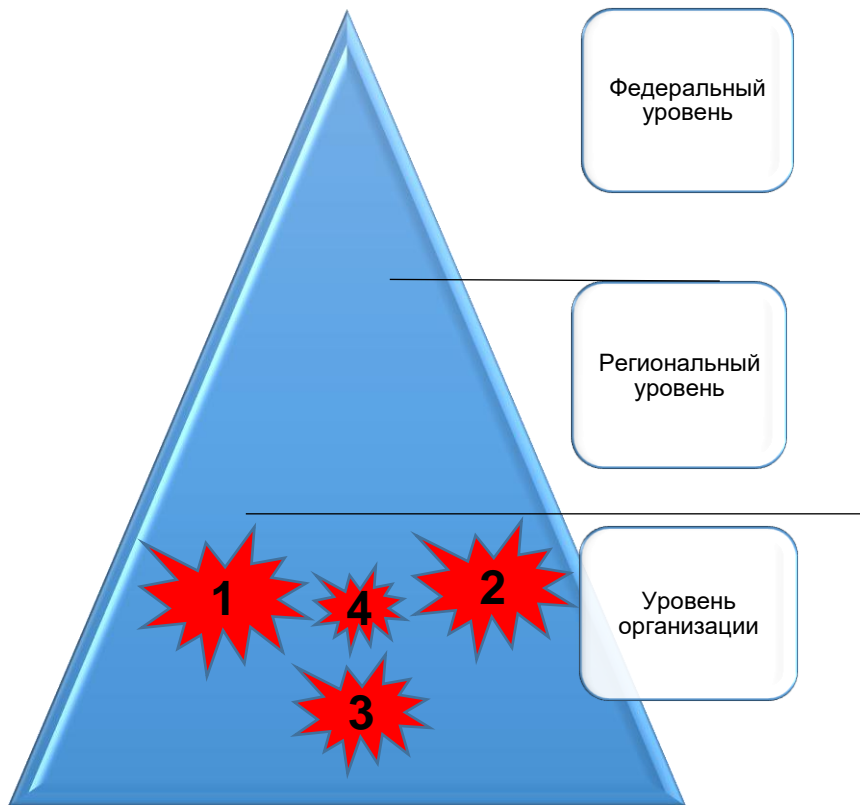 Федеральный
уровень
Региональный
уровень
1
4
2
3
Уровень
организации